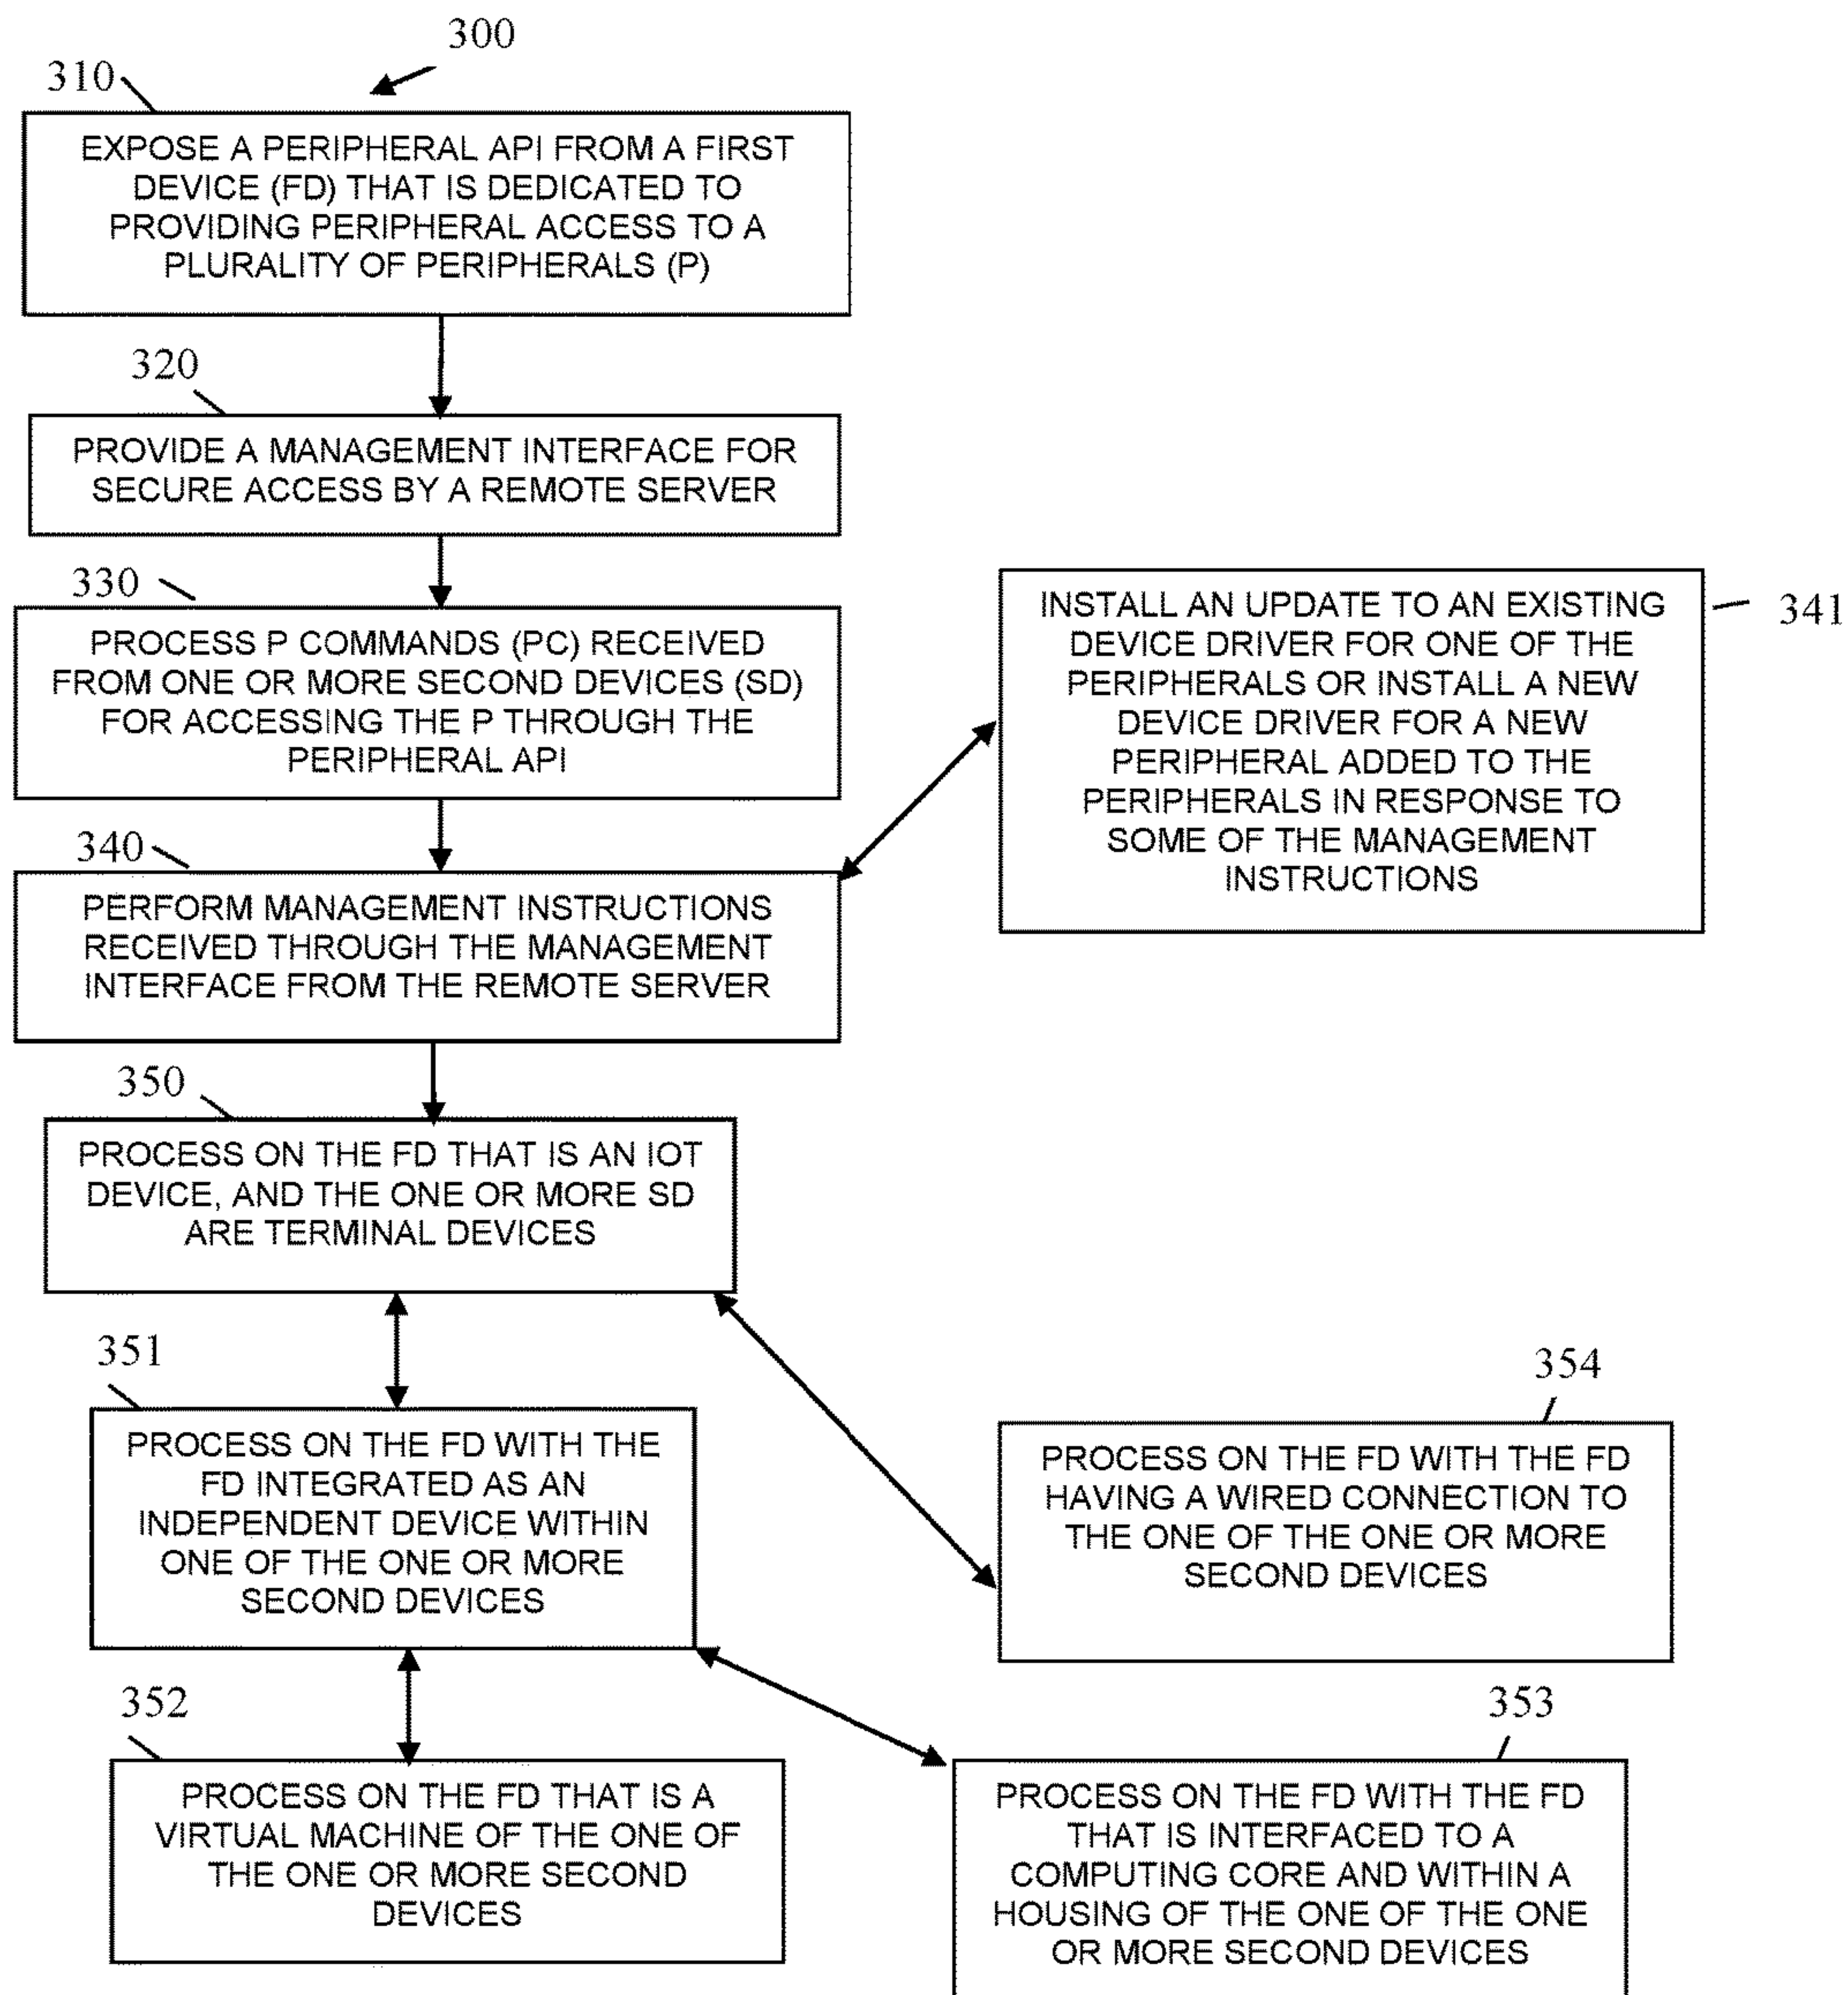 300
310
EXPOSE A PERIPHERAL API FROM A FIRST
DEVICE (FD) THAT IS DEDICATED TO
PROVIDING PERIPHERAL ACCESS TO A
PLURALITY OF PERIPHERALS (P)
320
PROVIDE A MANAGEMENT INTERFACE FOR
SECURE ACCESS BY A REMOTE SERVER
330
PROCESS P COMMANDS (PC) RECEIVED
FROM ONE OR MORE SECOND DEVICES (SD)
FOR ACCESSING THE P THROUGH THE
PERIPHERAL API
341
INSTALL AN UPDATE TO AN EXISTING
DEVICE DRIVER FOR ONE OF THE
PERIPHERALS OR INSTALL A NEW
DEVICE DRIVER FOR A NEW
PERIPHERAL ADDED TO THE
PERIPHERALS IN RESPONSE TO
SOME OF THE MANAGEMENT
INSTRUCTIONS
340
PERFORM MANAGEMENT INSTRUCTIONS
RECEIVED THROUGH THE MANAGEMENT
INTERFACE FROM THE REMOTE SERVER
350
PROCESS ON THE FD THAT IS AN IOT
DEVICE, AND THE ONE OR MORE SD
ARE TERMINAL DEVICES
351
PROCESS ON THE FD WITH THE
FD INTEGRATED AS AN
INDEPENDENT DEVICE WITHIN
ONE OF THE ONE OR MORE
SECOND DEVICES
354
PROCESS ON THE FD WITH THE FD
HAVING A WIRED CONNECTION TO
THE ONE OF THE ONE OR MORE
SECOND DEVICES
352
PROCESS ON THE FD THAT IS A
VIRTUAL MACHINE OF THE ONE OF
THE ONE OR MORE SECOND
DEVICES
353
PROCESS ON THE FD WITH THE FD
THAT IS INTERFACED TO A
COMPUTING CORE AND WITHIN A
HOUSING OF THE ONE OF THE ONE
OR MORE SECOND DEVICES